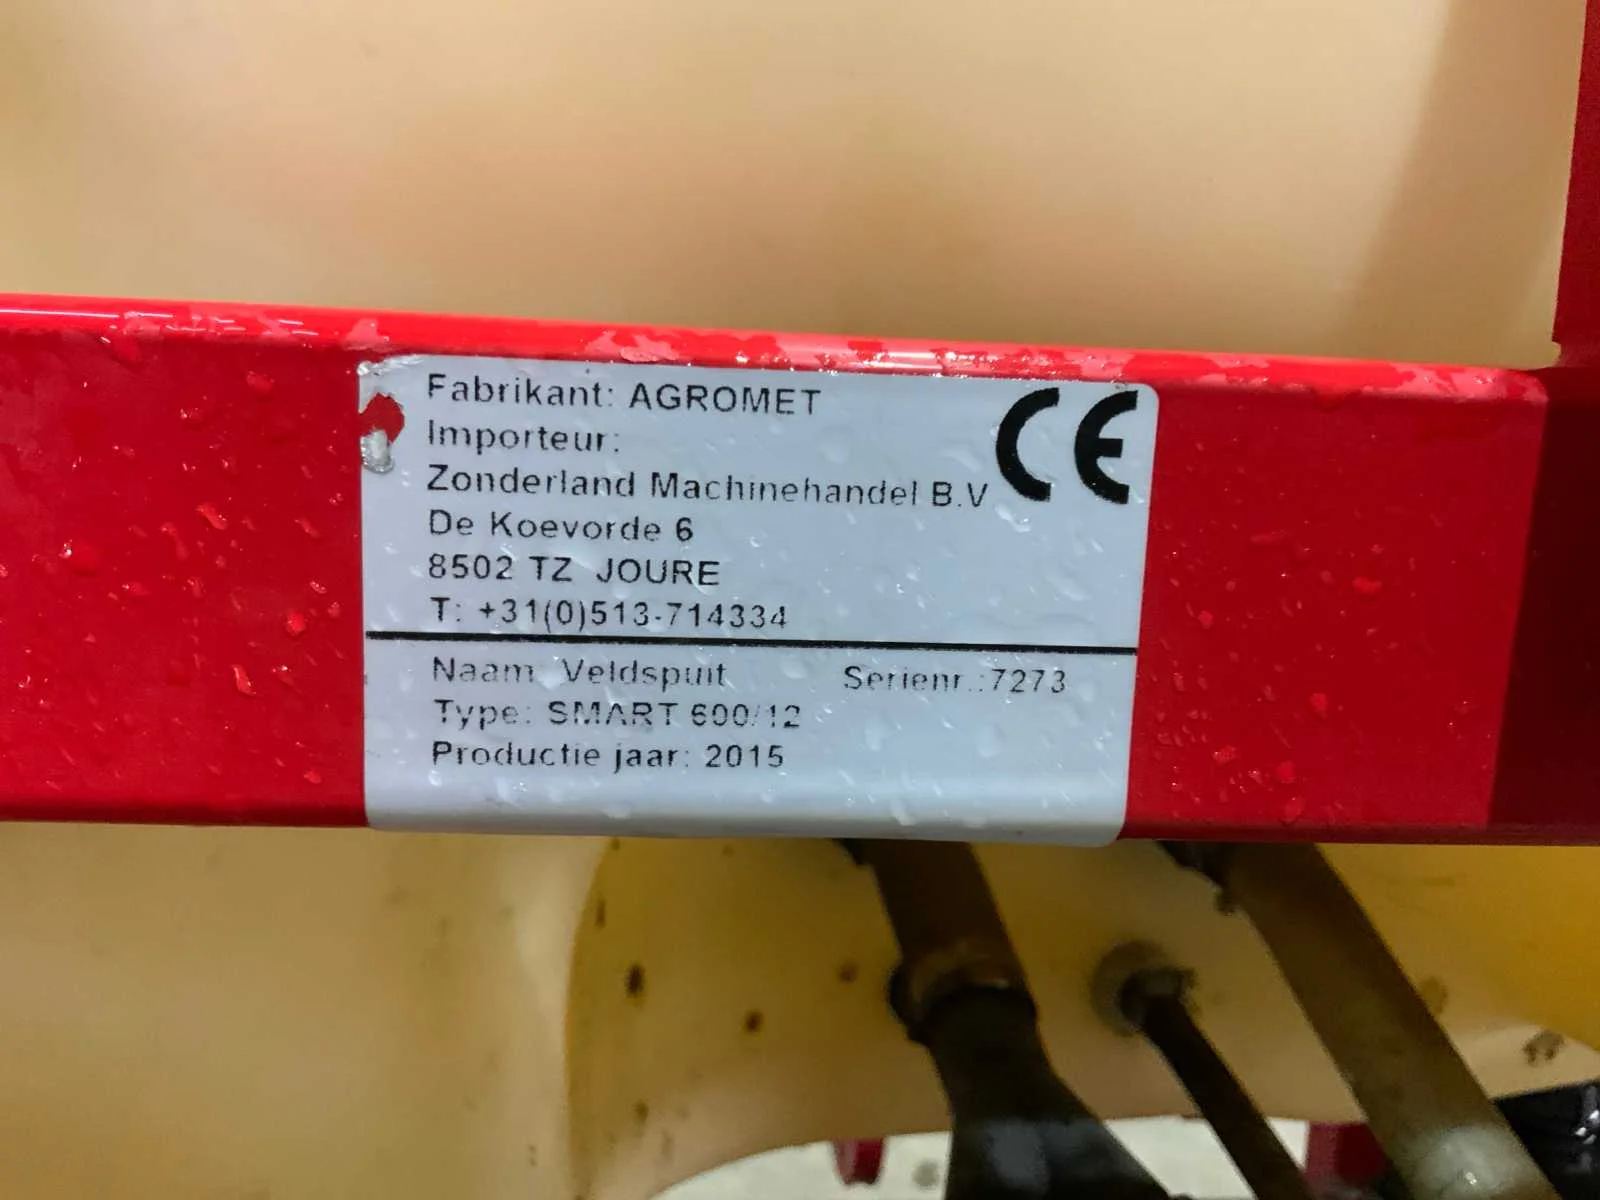 Fabrikant: AGROMET
CE
Importeur:
Zonderland Machinehandel B.V
De Koevorde 6
8502 TZ JOURE
T: +31(0)513-714334
Naam: Veldspuit Serienr.:7273
Type: SMART 600/12
Productie jaar: 2015